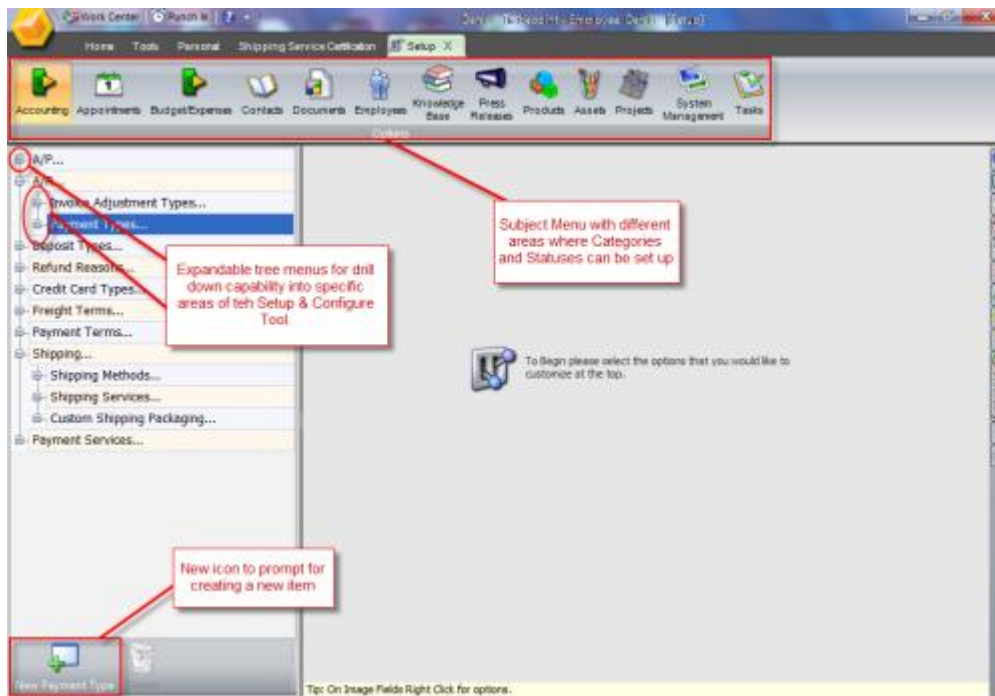 Work Center Punch In
Home Tools Personal Shipping Service Certification Setup X
Accounting Appointments Budget/Expenses Contacts Documents Employees Knowledge Base Press Releases Products Assets Projects System Management Tasks
Options
A/P...
A/R...
Invoice Adjustment Types...
Payment Types...
Deposit Types...
Refund Reasons...
Credit Card Types...
Freight Terms...
Payment Terms...
Shipping...
Shipping Methods...
Shipping Services...
Custom Shipping Packaging...
Payment Services...
Expandable tree menus for drill
down capability into specific
areas of teh Setup & Configure
Tool
Subject Menu with different
areas where Categories
and Statuses can be set up
To Begin please select the options that you would like to
customize at the top.
New icon to prompt for
creating a new item
New Payment Type
Tip: On Image Fields Right Click for options.